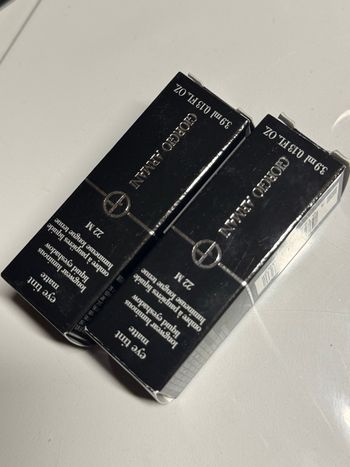 3.9 ml 0.13 FL.OZ.
GIORGIO ARMANI
22 M
ombre à paupières liquide
lumineuse longue tenue
longwear luminous
liquid eyeshadow
eye tint
matte
3.9 ml 0.13 FL.OZ.
GIORGIO ARMANI
22 M
ombre à paupières liquide
lumineuse longue tenue
longwear luminous
liquid eyeshadow
eye tint
matte